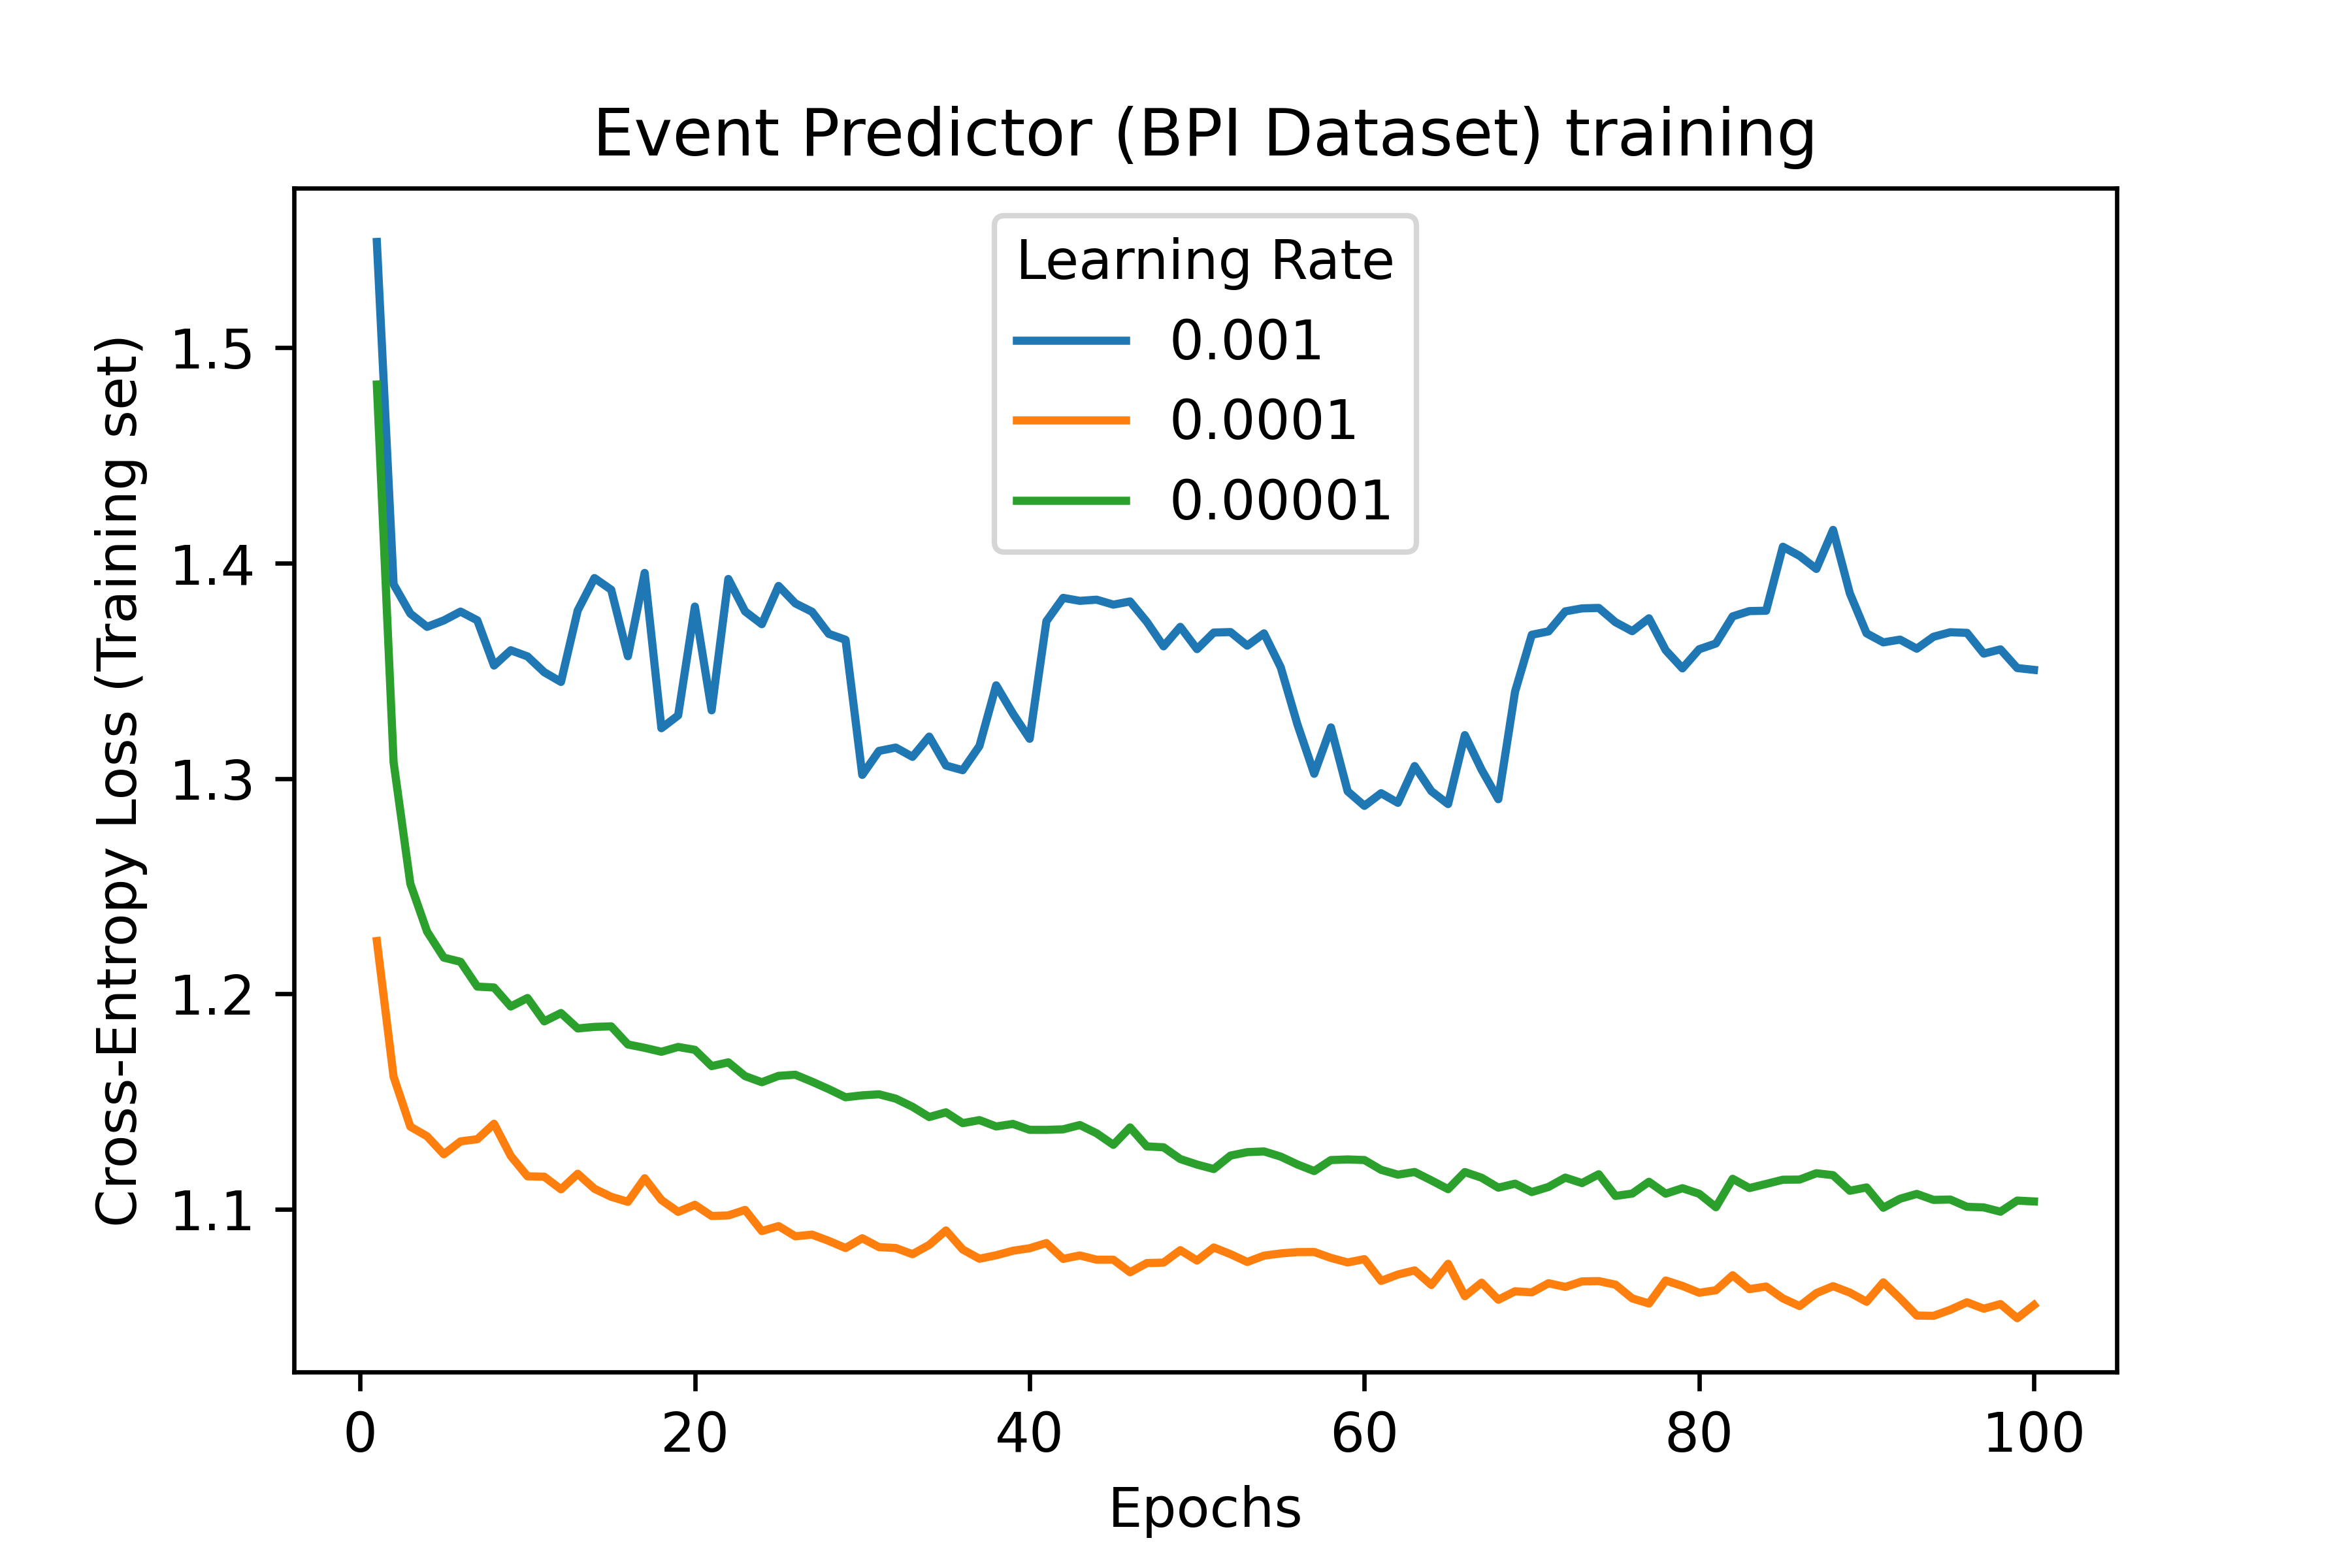 Event Predictor (BPI Dataset) training
Learning Rate
0.001
0.0001
0.00001
Cross-Entropy Loss (Training set)
1.5
1.4
1.3
1.2
1.1
0 20 40 60 80 100
Epochs